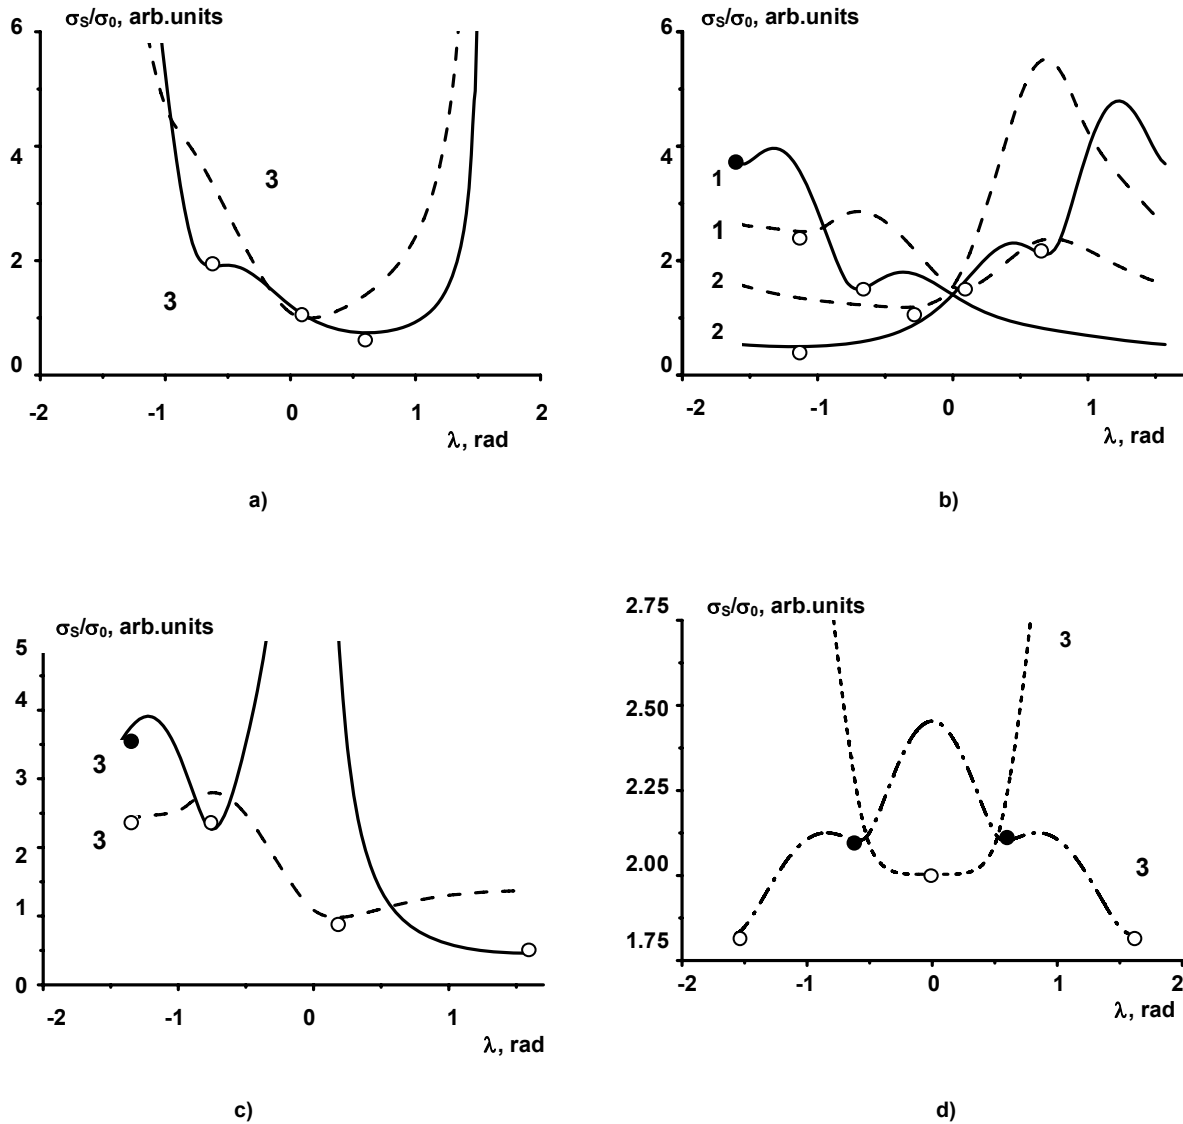 σS/σ0, arb.units
6
4
2
0
3
3
-2 -1 0 1 2
λ, rad
a)
σS/σ0, arb.units
6
4
2
0
1
1
2
2
-2 -1 0 1
λ, rad
b)
σS/σ0, arb.units
5
4
3
2
1
0
3
3
-2 -1 0 1
λ, rad
c)
σS/σ0, arb.units
2.75
2.50
2.25
2.00
1.75
3
3
-2 -1 0 1 2
λ, rad
d)